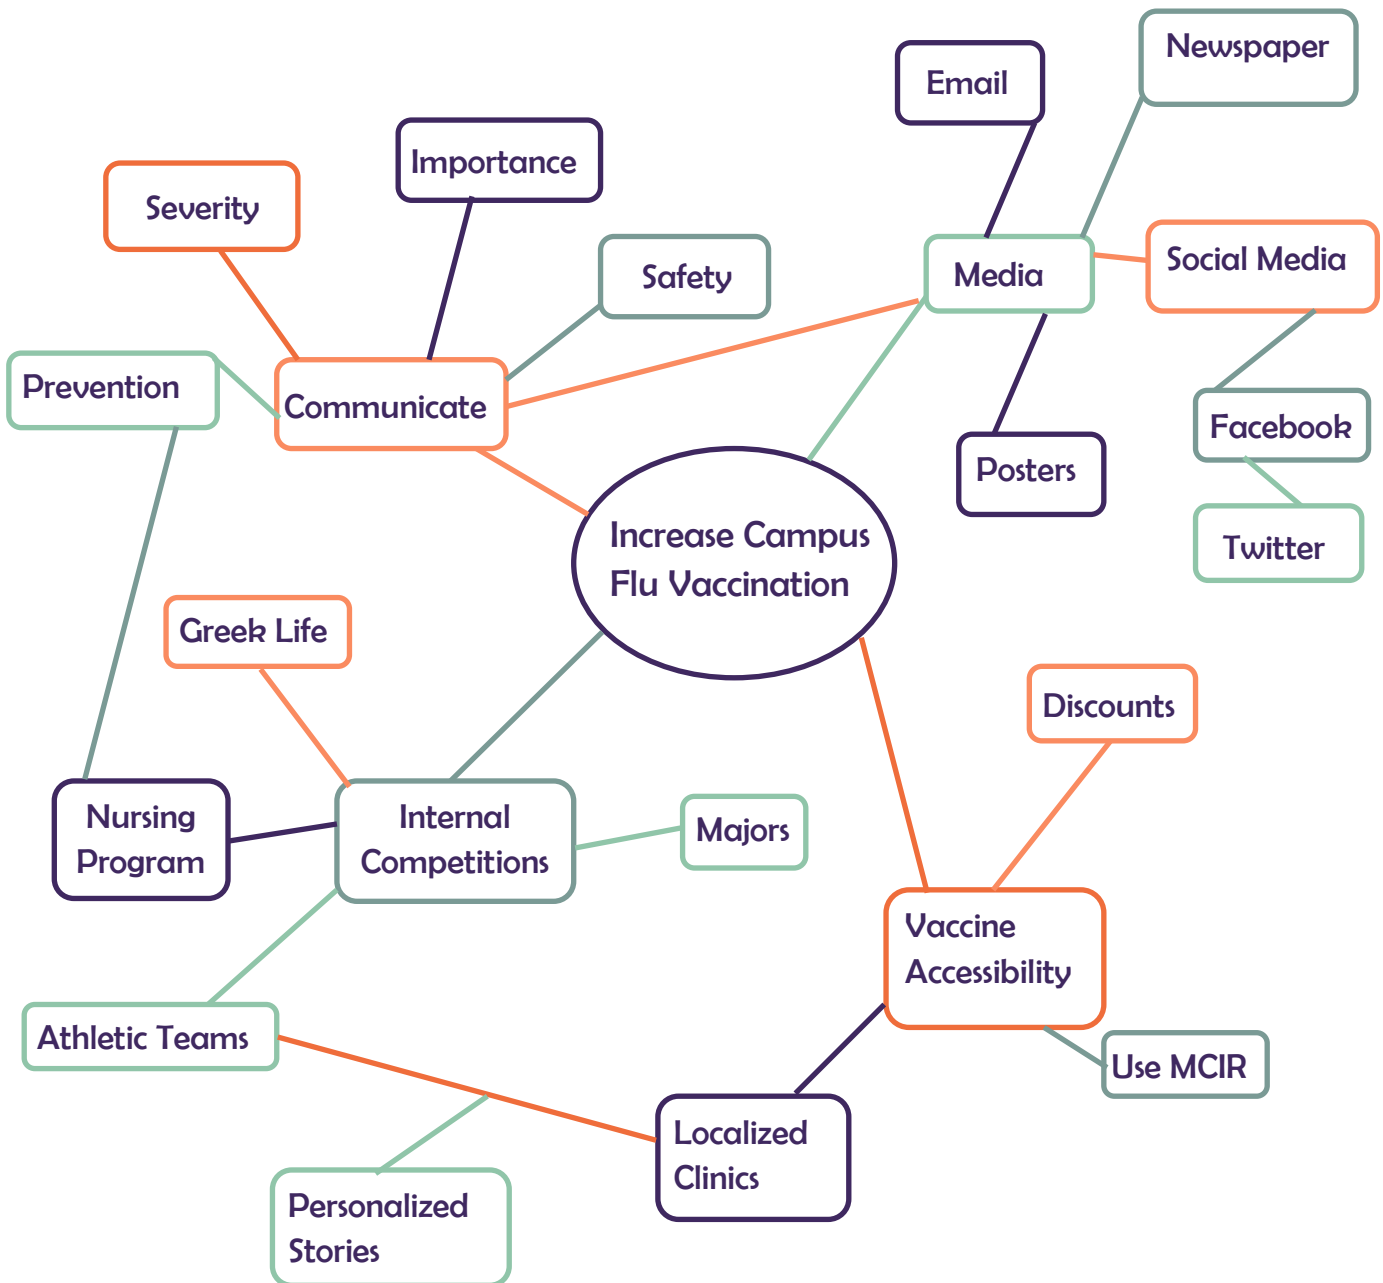 Newspaper
Email
Importance
Severity
Safety
Media
Social Media
Prevention
Communicate
Facebook
Posters
Increase Campus
Flu Vaccination
Twitter
Greek Life
Discounts
Nursing
Program
Internal
Competitions
Majors
Vaccine
Accessibility
Athletic Teams
Use MCIR
Localized
Clinics
Personalized
Stories